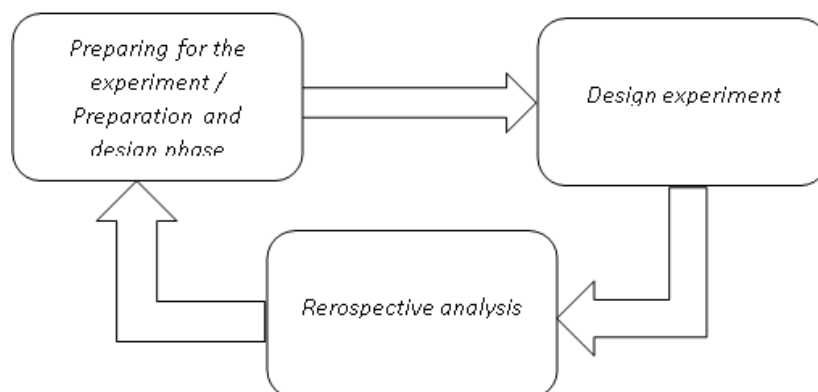 Preparing for the
experiment /
Preparation and
design phase
Design experiment
Rerospective analysis